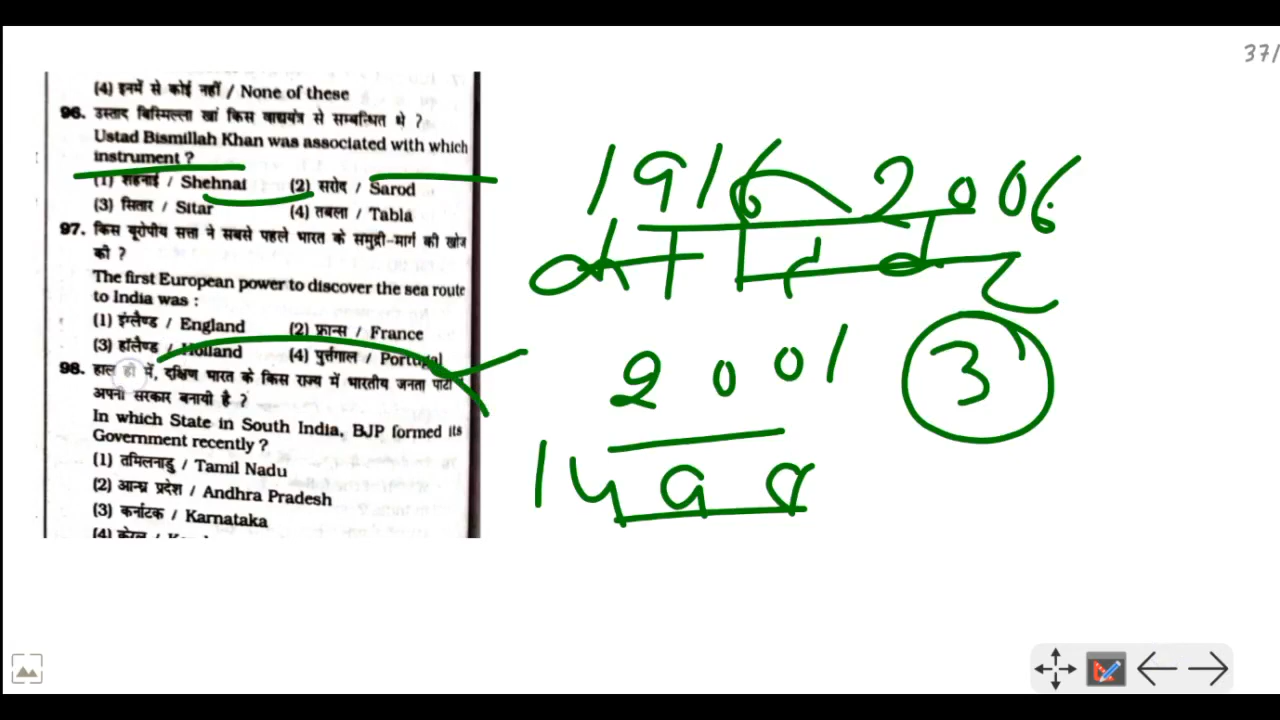 37/
(4) इनमें से कोई नहीं / None of these
96. उस्ताद बिस्मिल्ला खां किस वाद्ययंत्र से सम्बन्धित थे ?
Ustad Bismillah Khan was associated with which
instrument ?
(1) शहनाई / Shehnai (2) सरोद / Sarod
(3) सितार / Sitar (4) तबला / Tabla
97. किस यूरोपीय सत्ता ने सबसे पहले भारत के समुद्री-मार्ग की खोज
की ?
The first European power to discover the sea route
to India was :
(1) इंग्लैण्ड / England (2) फ्रान्स / France
(3) हॉलैण्ड / Holland (4) पुर्त्तगाल / Portugal
98. हाल ही में, दक्षिण भारत के किस राज्य में भारतीय जनता पार्टी
अपनी सरकार बनायी है ?
In which State in South India, BJP formed its
Government recently ?
(1) तमिलनाडु / Tamil Nadu
(2) आन्ध्र प्रदेश / Andhra Pradesh
(3) कर्नाटक / Karnataka
(4) केरल /
1916 2006
2001 3
1498